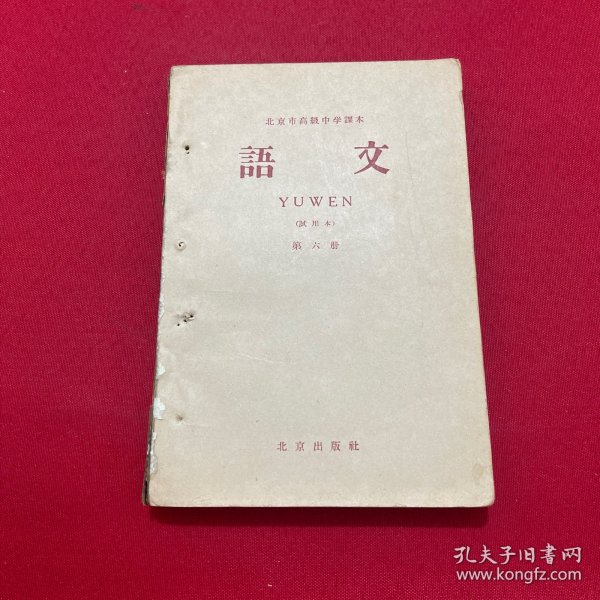 北京市高級中学課本
語文
YUWEN
(試用本)
第六册
北京出版社
孔夫子旧书网
www.kongfz.com